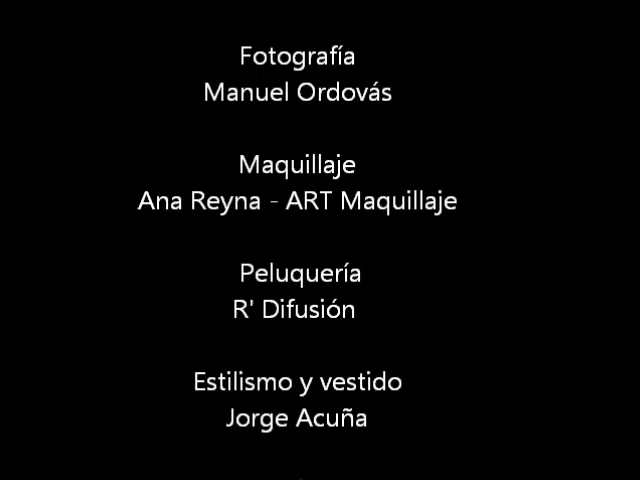 Fotografía
Manuel Ordovás
Maquillaje
Ana Reyna - ART Maquillaje
Peluquería
R' Difusión
Estilismo y vestido
Jorge Acuña